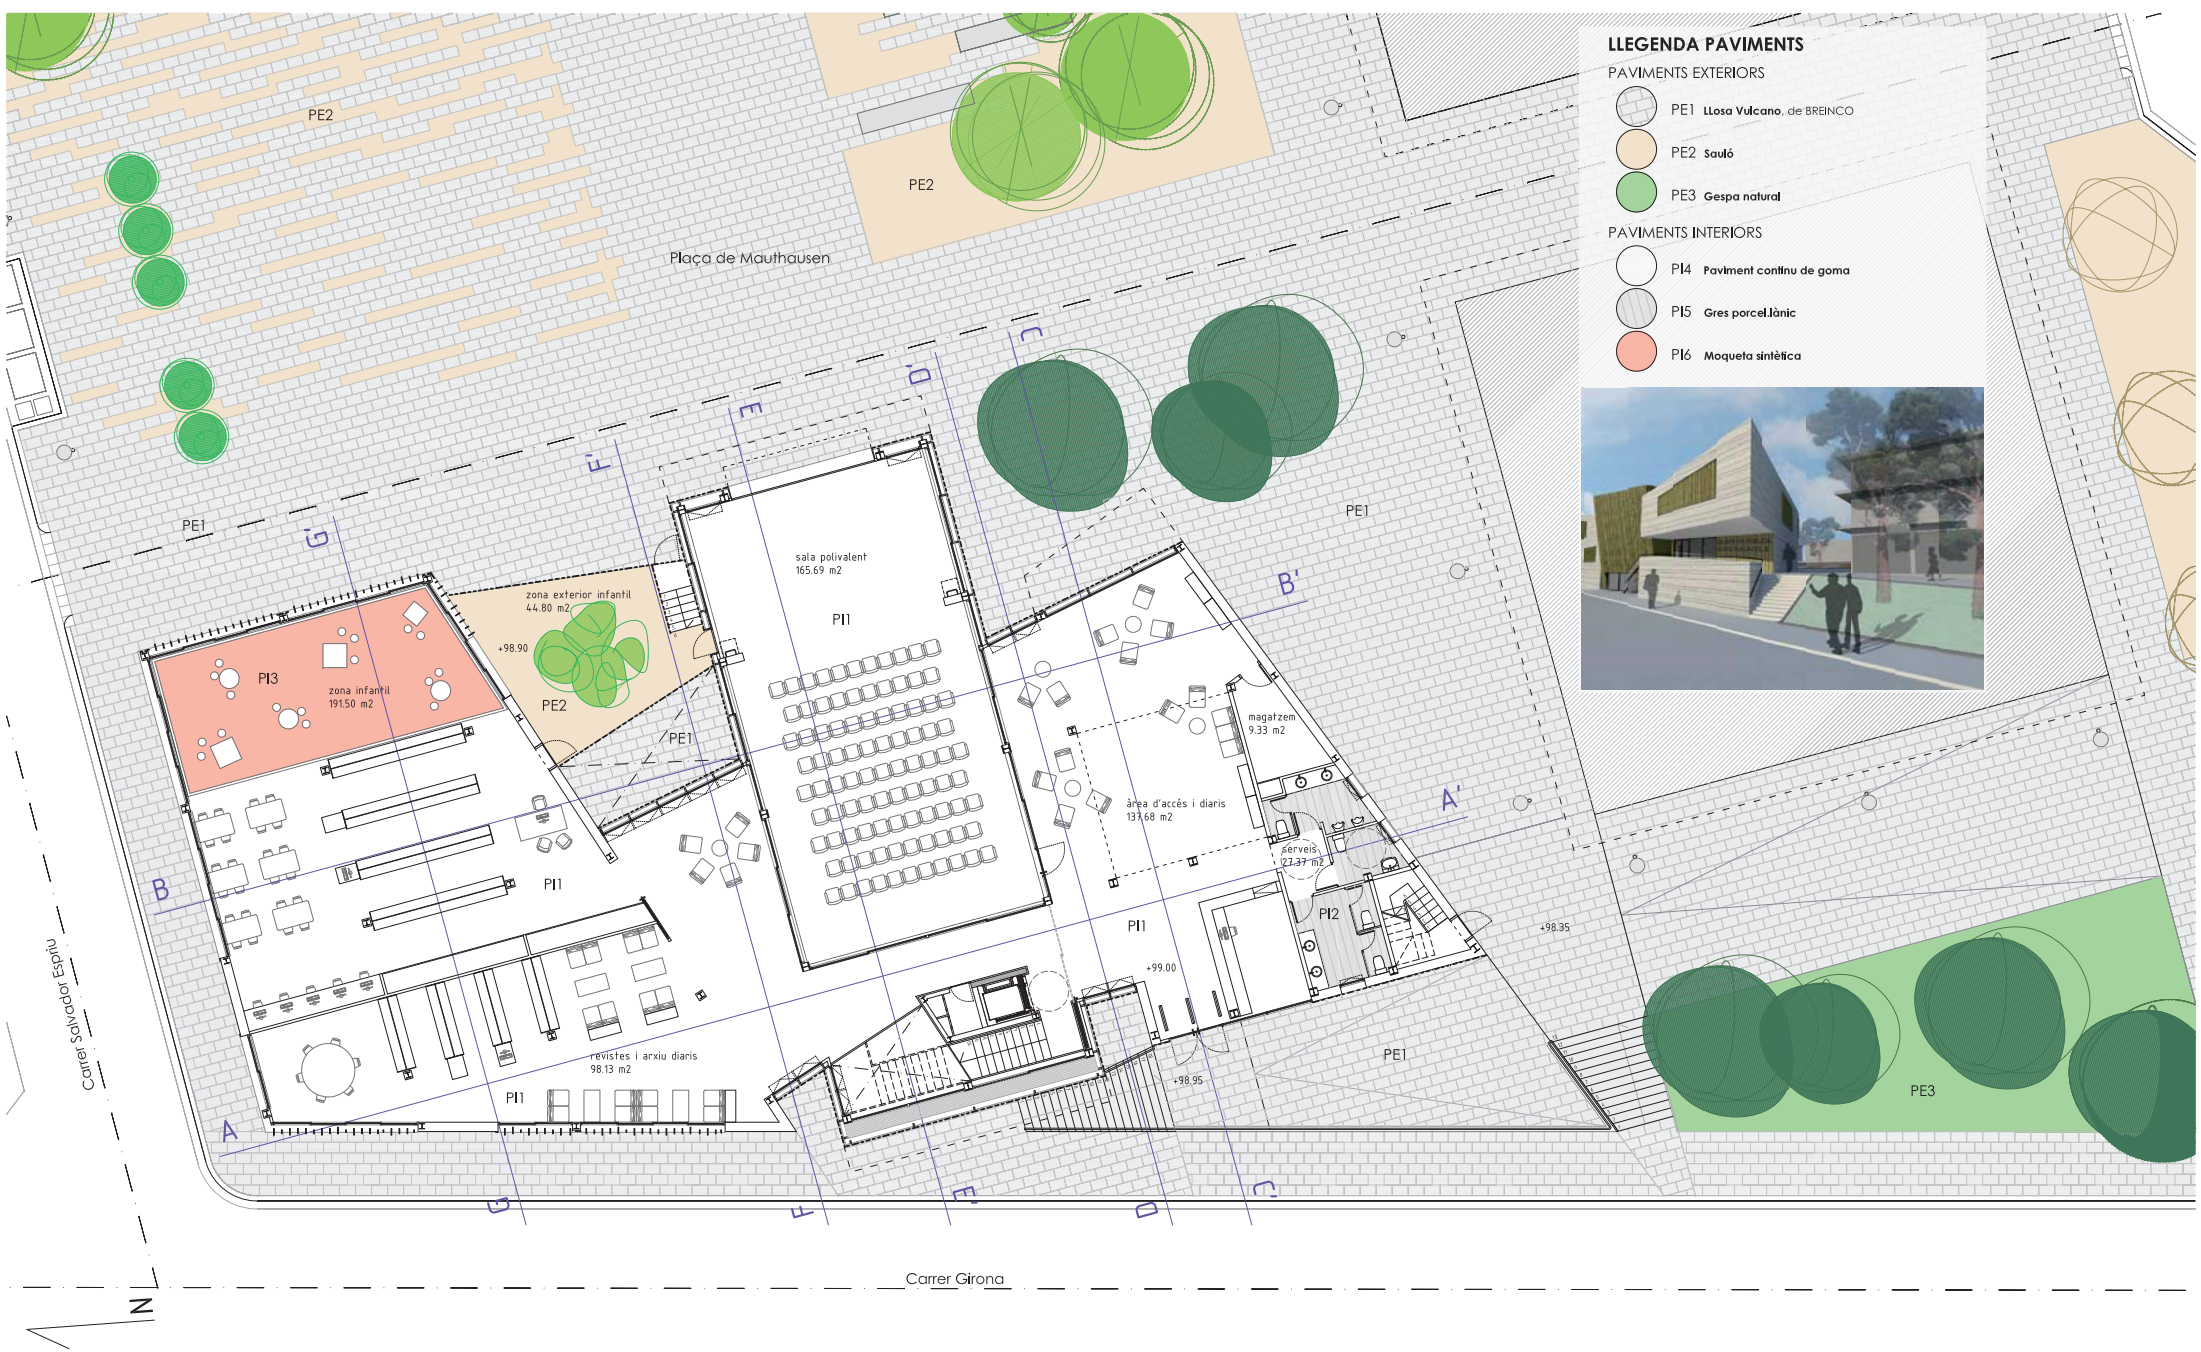 LLEGENDA PAVIMENTS
PAVIMENTS EXTERIORS
PE1 LLosa Vulcano, de BREINCO
PE2 Sauló
PE3 Gespa natural
PAVIMENTS INTERIORS
PI4 Paviment continu de goma
PI5 Gres porcel.lànic
PI6 Moqueta sintètica
PE2
PE2
Plaça de Mauthausen
C
D'
E
F'
G'
PE1
PE1
sala polivalent
165.69 m2
PI1
B'
zona exterior infantil
44.80 m2
+98.90
PE2
PE1
PI3
zona infantil
191.50 m2
magatzem
9.33 m2
àrea d'accés i diaris
137.68 m2
A'
serveis
27.37 m2
B
PI1
PI2
PI1
+98.35
+99.00
Carrer Salvador Espriu
revistes i arxiu diaris
98.13 m2
PE1
+98.95
PE3
PI1
A
G
F
E'
D
C'
Carrer Girona
N